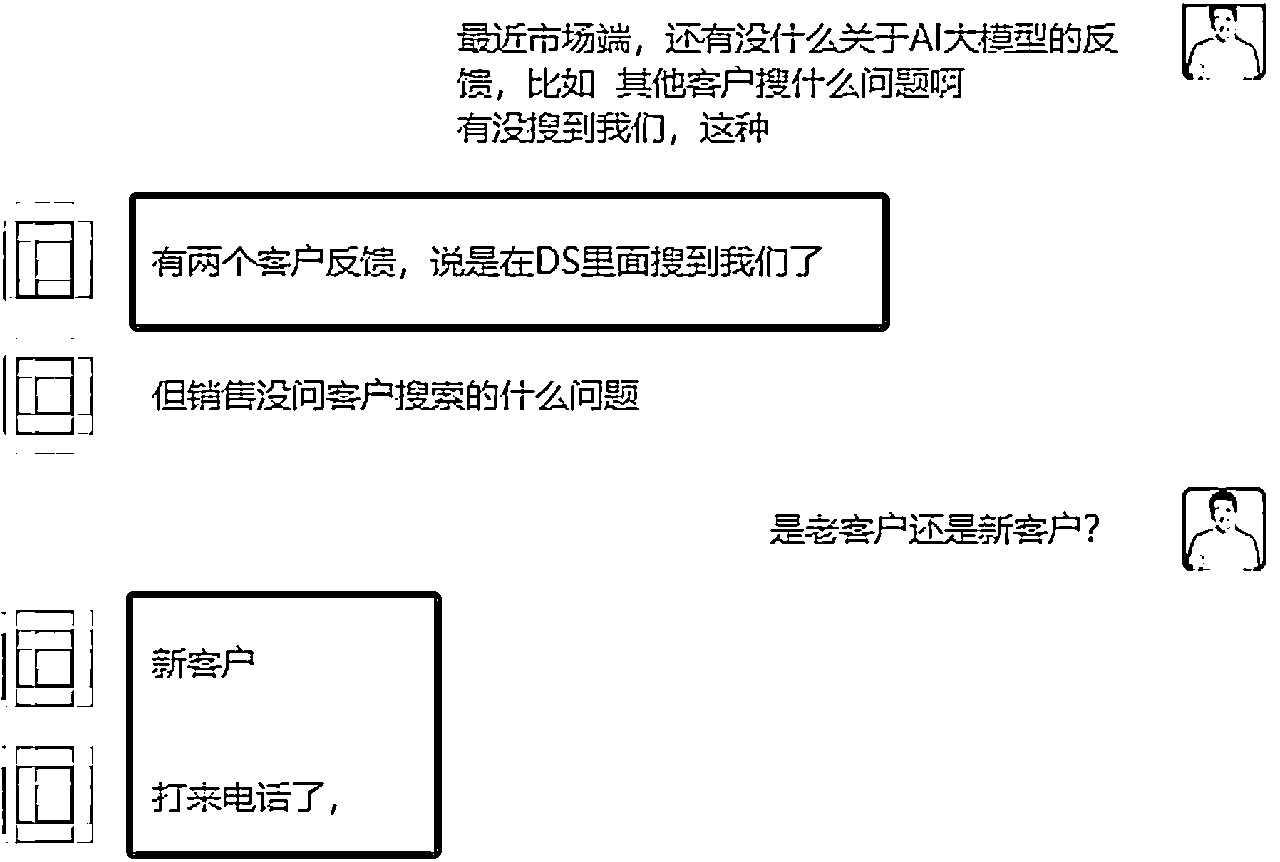 最近市场端，还有没什么关于AI大模型的反
馈，比如 其他客户搜什么问题啊
有没搜到我们，这种
有两个客户反馈，说是在DS里面搜到我们了
但销售没问客户搜索的什么问题
是老客户还是新客户？
新客户
打来电话了，